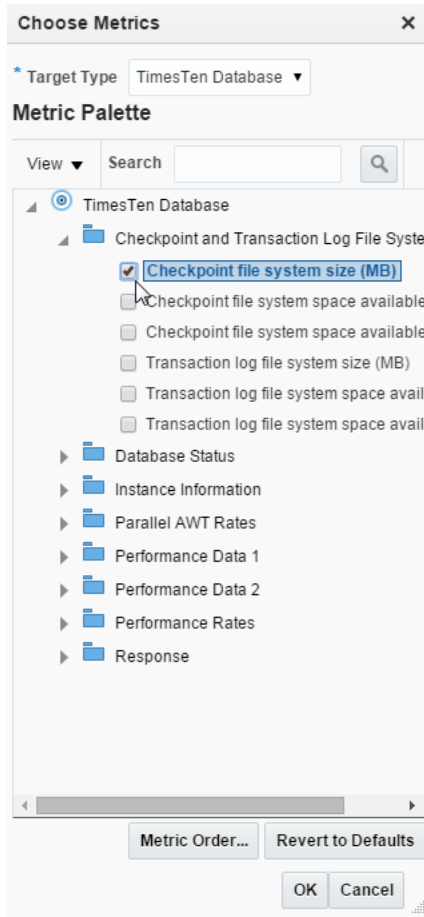 Choose Metrics
* Target Type TimesTen Database
Metric Palette
View Search
TimesTen Database
Checkpoint and Transaction Log File Syste
Checkpoint file system size (MB)
Checkpoint file system space available
Checkpoint file system space available
Transaction log file system size (MB)
Transaction log file system space avail
Transaction log file system space avail
Database Status
Instance Information
Parallel AWT Rates
Performance Data 1
Performance Data 2
Performance Rates
Response
Metric Order... Revert to Defaults
OK Cancel